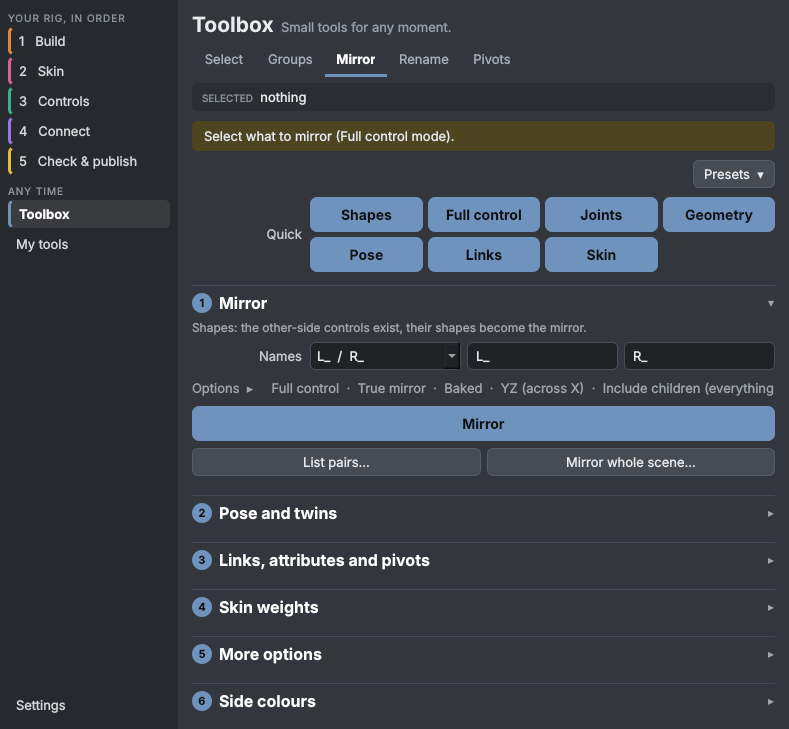 YOUR RIG, IN ORDER
1 Build
2 Skin
3 Controls
4 Connect
5 Check & publish
ANY TIME
Toolbox
My tools
Settings
Toolbox Small tools for any moment.
Select Groups Mirror Rename Pivots
SELECTED nothing
Select what to mirror (Full control mode).
Presets ▾
Quick
Shapes Full control Joints Geometry
Pose Links Skin
1 Mirror ▾
Shapes: the other-side controls exist, their shapes become the mirror.
Names L_ / R_ L_ R_
Options ▸ Full control · True mirror · Baked · YZ (across X) · Include children (everything
Mirror
List pairs... Mirror whole scene...
2 Pose and twins ▸
3 Links, attributes and pivots ▸
4 Skin weights ▸
5 More options ▸
6 Side colours ▸